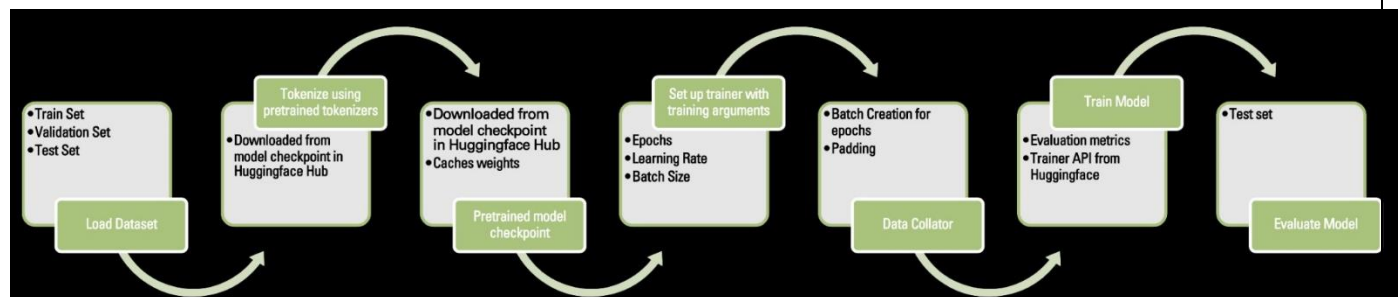 •Train Set
•Validation Set
•Test Set
Load Dataset
Tokenize using
pretrained tokenizers
•Downloaded from
model checkpoint in
Huggingface Hub
•Downloaded from
model checkpoint
in Huggingface Hub
•Caches weights
Pretrained model
checkpoint
Set up trainer with
training arguments
•Epochs
•Learning Rate
•Batch Size
•Batch Creation for
epochs
•Padding
Data Collator
Train Model
•Evaluation metrics
•Trainer API from
Huggingface
•Test set
Evaluate Model